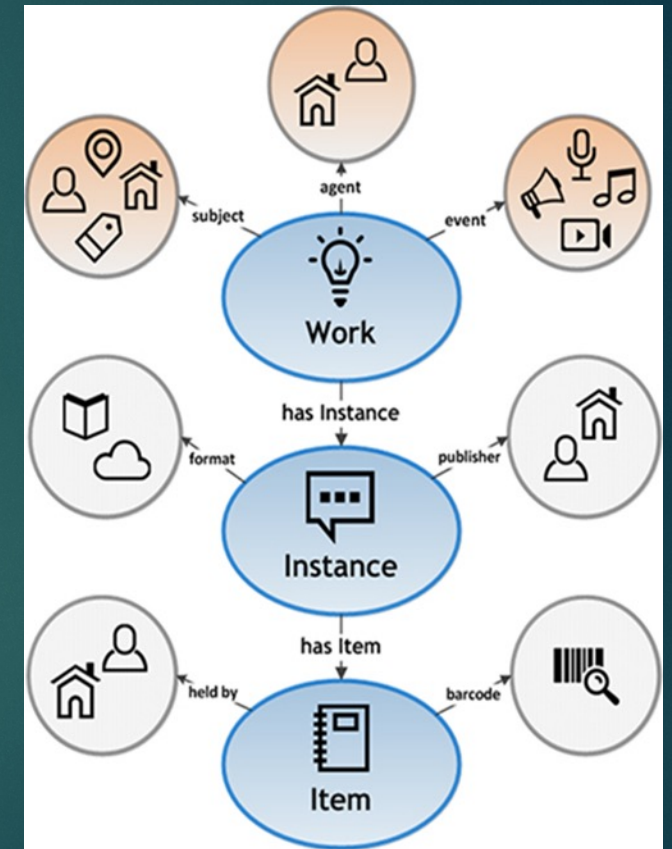 agent
subject
event
Work
has Instance
format
publisher
Instance
has Item
held by
barcode
Item